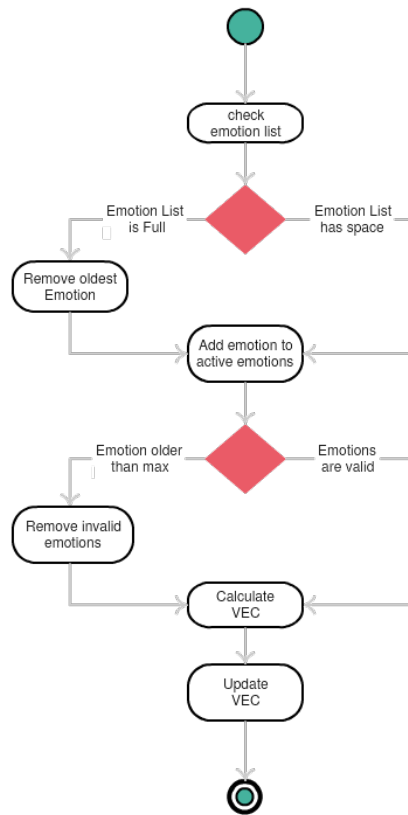 check
emotion list
Emotion List
is Full
Emotion List
has space
Remove oldest
Emotion
Add emotion to
active emotions
Emotion older
than max
Emotions
are valid
Remove invalid
emotions
Calculate
VEC
Update
VEC